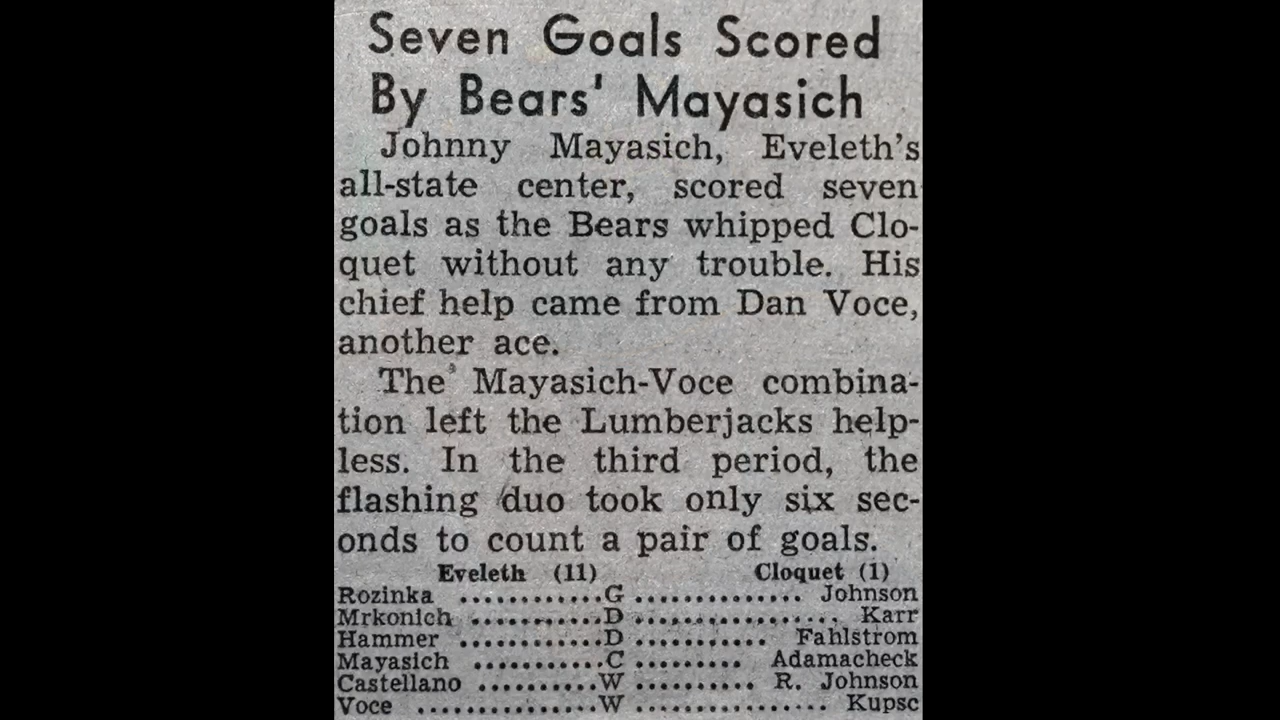 Seven Goals Scored
By Bears' Mayasich
Johnny Mayasich, Eveleth's
all-state center, scored seven
goals as the Bears whipped Clo-
quet without any trouble. His
chief help came from Dan Voce,
another ace.
The Mayasich-Voce combina-
tion left the Lumberjacks help-
less. In the third period, the
flashing duo took only six sec-
onds to count a pair of goals.
Eveleth (11) Cloquet (1)
Rozinka ............G .............. Johnson
Mrkonich ...........D ................. Karr
Hammer ............D ........... Fahlstrom
Mayasich ...........C ......... Adamacheck
Castellano ..........W .......... R. Johnson
Voce ................W ................ Kupsc